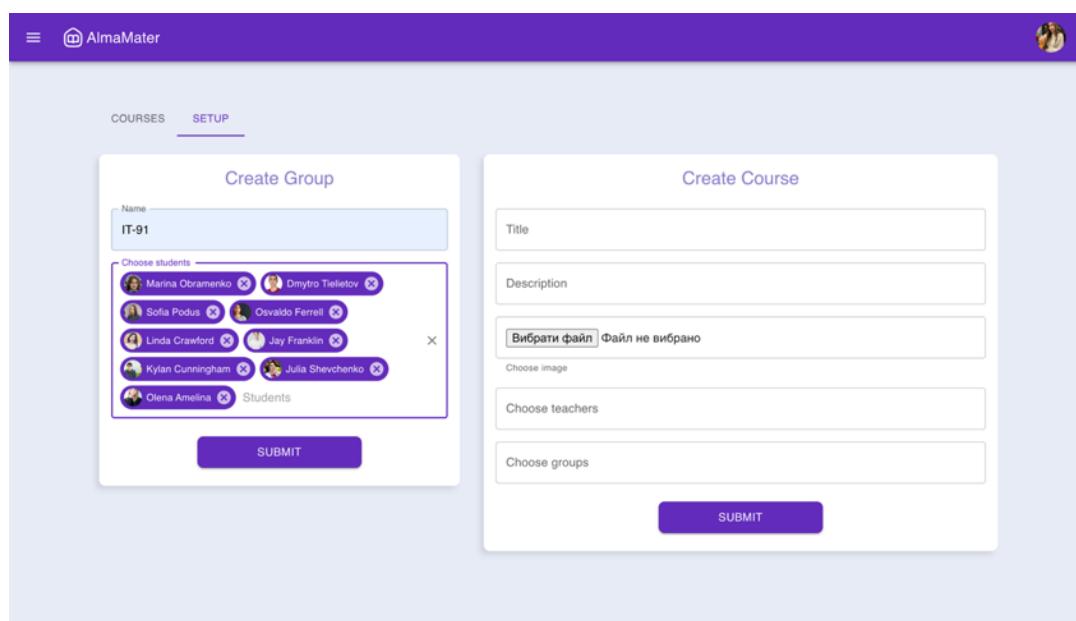 AlmaMater
COURSES SETUP
Create Group
Name
IT-91
Choose students
Marina Obramenko Dmytro Tielietov
Sofia Podus Osvaldo Ferrell
Linda Crawford Jay Franklin
Kylan Cunningham Julia Shevchenko
Olena Amelina Students
SUBMIT
Create Course
Title
Description
Вибрати файл Файл не вибрано
Choose image
Choose teachers
Choose groups
SUBMIT